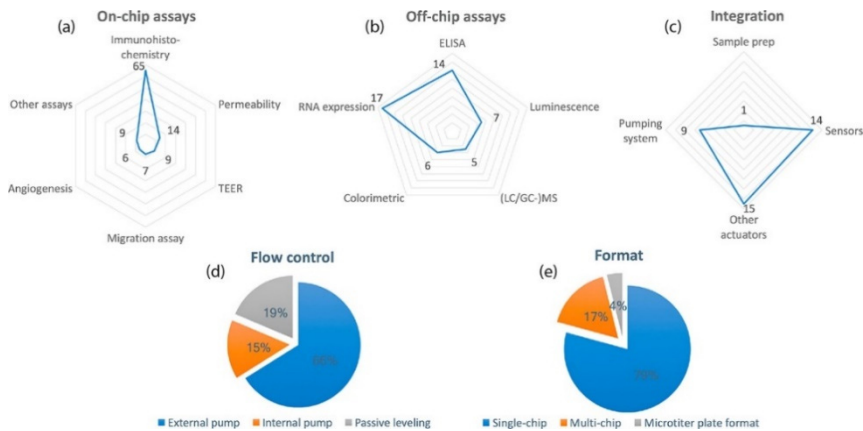 On-chip assays
(a)
Immunohisto-
chemistry
65
Other assays
Permeability
9
14
6
9
7
Angiogenesis
TEER
Migration assay
Off-chip assays
(b)
ELISA
14
17
RNA expression
Luminescence
7
6
5
Colorimetric
(LC/GC-)MS
Integration
(c)
Sample prep
1
Pumping
system
9
14
Sensors
15
Other
actuators
(d)
Flow control
19%
15%
External pump
Internal pump
Passive leveling
(e)
Format
4%
17%
Single-chip
Multi-chip
Microtiter plate format